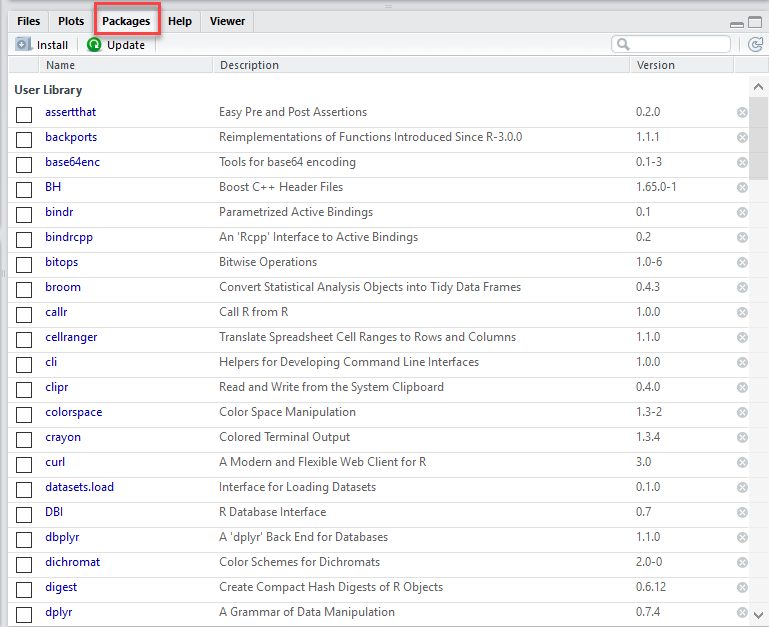 Files Plots Packages Help Viewer
Install Update
Name Description Version
User Library
assertthat Easy Pre and Post Assertions 0.2.0
backports Reimplementations of Functions Introduced Since R-3.0.0 1.1.1
base64enc Tools for base64 encoding 0.1-3
BH Boost C++ Header Files 1.65.0-1
bindr Parametrized Active Bindings 0.1
bindrcpp An 'Rcpp' Interface to Active Bindings 0.2
bitops Bitwise Operations 1.0-6
broom Convert Statistical Analysis Objects into Tidy Data Frames 0.4.3
callr Call R from R 1.0.0
cellranger Translate Spreadsheet Cell Ranges to Rows and Columns 1.1.0
cli Helpers for Developing Command Line Interfaces 1.0.0
clipr Read and Write from the System Clipboard 0.4.0
colorspace Color Space Manipulation 1.3-2
crayon Colored Terminal Output 1.3.4
curl A Modern and Flexible Web Client for R 3.0
datasets.load Interface for Loading Datasets 0.1.0
DBI R Database Interface 0.7
dbplyr A 'dplyr' Back End for Databases 1.1.0
dichromat Color Schemes for Dichromats 2.0-0
digest Create Compact Hash Digests of R Objects 0.6.12
dplyr A Grammar of Data Manipulation 0.7.4